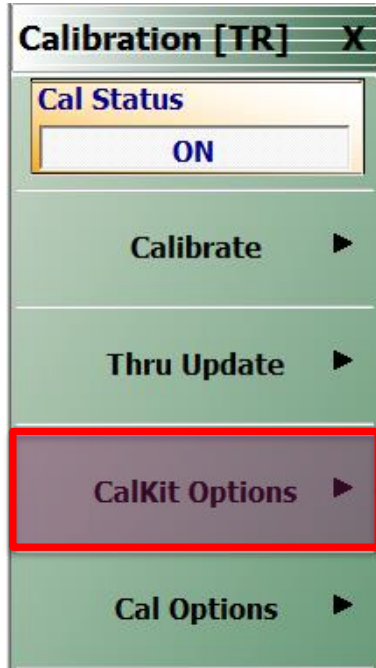 Calibration [TR] X
Cal Status
ON
Calibrate
Thru Update
CalKit Options
Cal Options